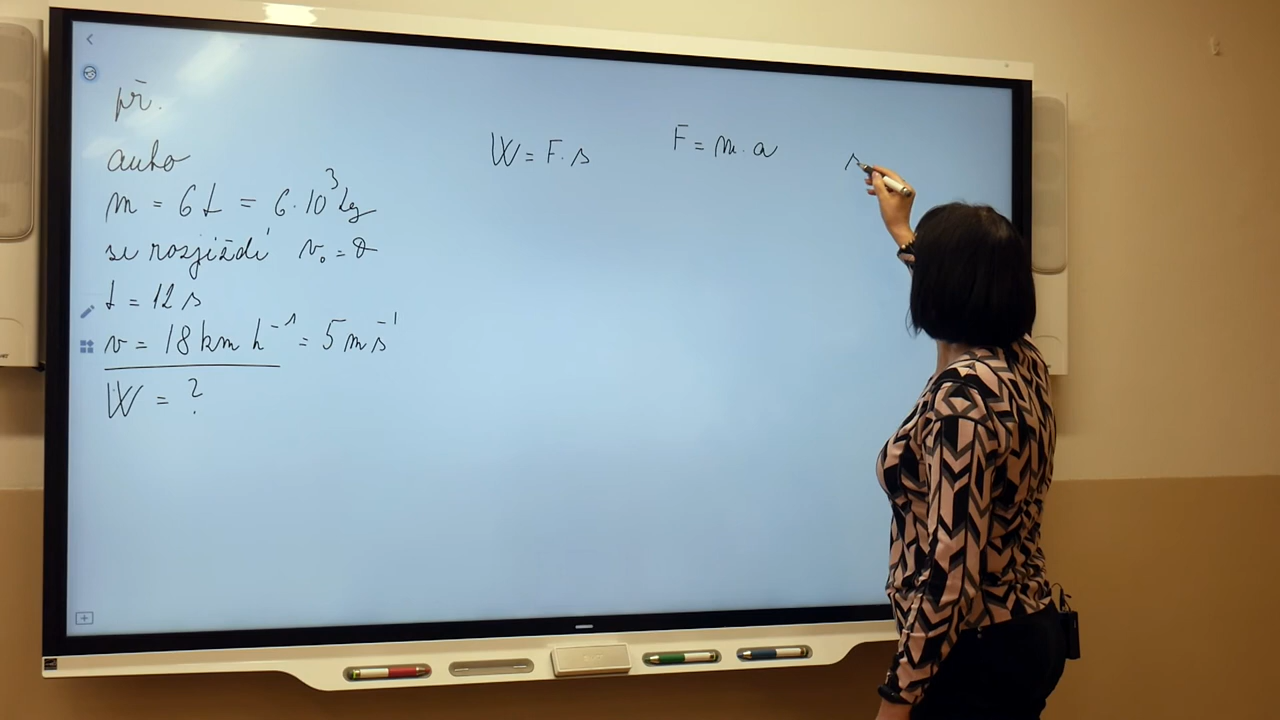 př.
auto
m = 6 t = 6·10³ kg
se rozjíždí v₀ = 0
t = 12 s
v = 18 km h⁻¹ = 5 m s⁻¹
W = ?
W = F·s
F = m·a
s